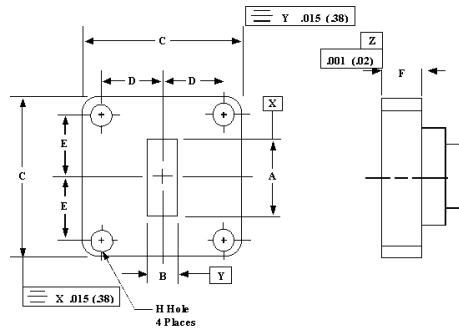 Y .015 (.38)
C
Z
.001 (.02)
F
D D
X
E
C
A
E
B
Y
X .015 (.38)
H Hole
4 Places